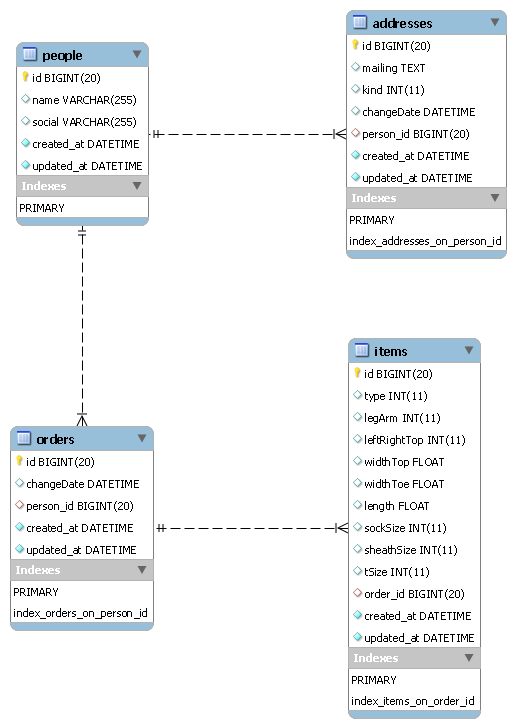 people
id BIGINT(20)
name VARCHAR(255)
social VARCHAR(255)
created_at DATETIME
updated_at DATETIME
Indexes
PRIMARY
addresses
id BIGINT(20)
mailing TEXT
kind INT(11)
changeDate DATETIME
person_id BIGINT(20)
created_at DATETIME
updated_at DATETIME
Indexes
PRIMARY
index_addresses_on_person_id
orders
id BIGINT(20)
changeDate DATETIME
person_id BIGINT(20)
created_at DATETIME
updated_at DATETIME
Indexes
PRIMARY
index_orders_on_person_id
items
id BIGINT(20)
type INT(11)
legArm INT(11)
leftRightTop INT(11)
widthTop FLOAT
widthToe FLOAT
length FLOAT
sockSize INT(11)
sheathSize INT(11)
tSize INT(11)
order_id BIGINT(20)
created_at DATETIME
updated_at DATETIME
Indexes
PRIMARY
index_items_on_order_id